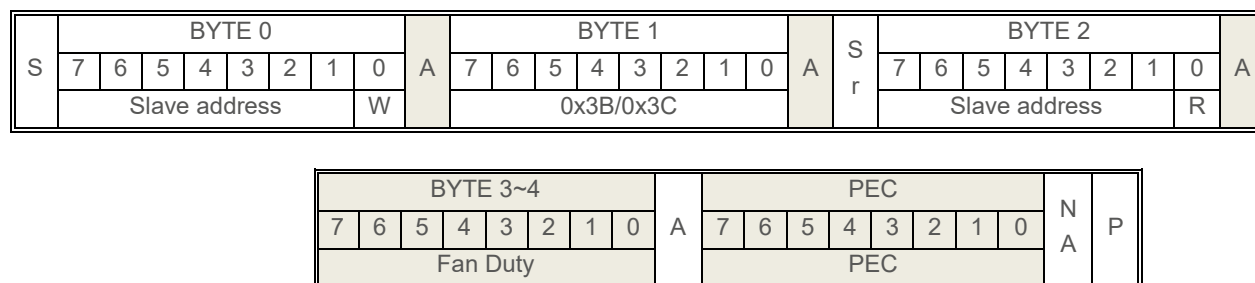 BYTE 0 BYTE 1 BYTE 2
S 7 6 5 4 3 2 1 0 A 7 6 5 4 3 2 1 0 A Sr 7 6 5 4 3 2 1 0 A
Slave address W 0x3B/0x3C Slave address R
BYTE 3~4 PEC
7 6 5 4 3 2 1 0 A 7 6 5 4 3 2 1 0 NA P
Fan Duty PEC